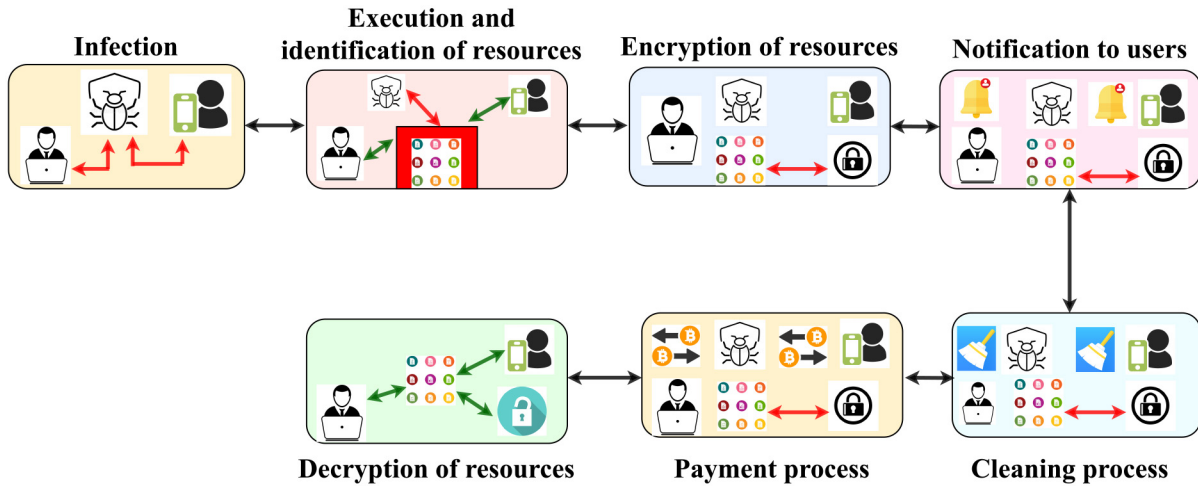 Infection
Execution and
identification of resources
Encryption of resources
Notification to users
Decryption of resources
Payment process
Cleaning process